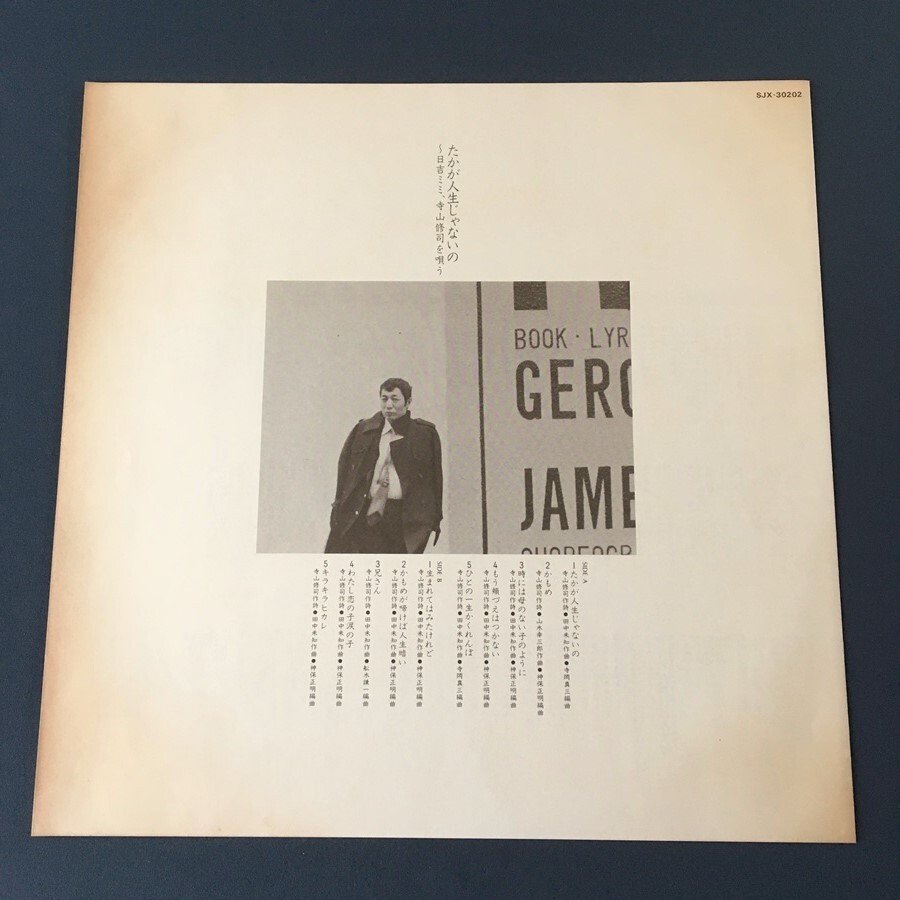 SJX-30202
たかが人生じゃないの
〜日吉ミミ、寺山修司を唄う
BOOK · LYR
GERO
JAME
CHOREOGR
SIDE A
1 たかが人生じゃないの
寺山修司作詩●田中未知作曲●寺岡真三編曲
2 かもめ
寺山修司作詩●山木幸三郎作曲●神保正明編曲
3 時には母のない子のように
寺山修司作詩●田中未知作曲●神保正明編曲
4 もう頬づえはつかない
寺山修司作詩●田中未知作曲●神保正明編曲
5 ひとの一生かくれんぼ
寺山修司作詩●田中未知作曲●寺岡真三編曲
SIDE B
1 生まれてはみたけれど
寺山修司作詩●田中未知作曲●神保正明編曲
2 かもめが啼けば人生暗い
寺山修司作詩●田中未知作曲●神保正明編曲
3 兄さん
寺山修司作詩●田中未知作曲●松木謙一編曲
4 わたし恋の子涙の子
寺山修司作詩●田中未知作曲●神保正明編曲
5 キラキラヒカレ
寺山修司作詩●田中未知作曲●神保正明編曲